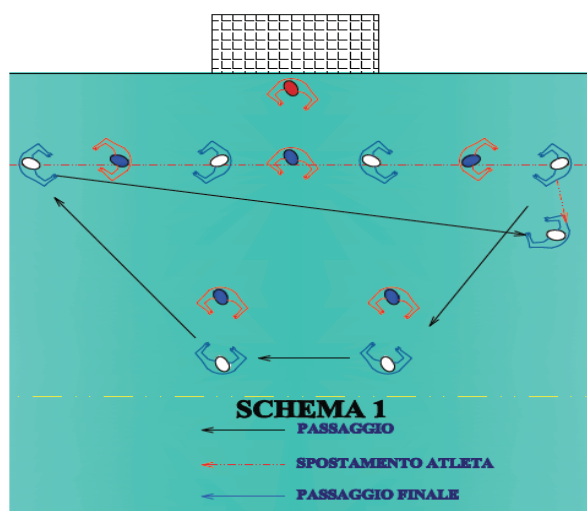 SCHEMA 1
PASSAGGIO
SPOSTAMENTO ATLETA
PASSAGGIO FINALE